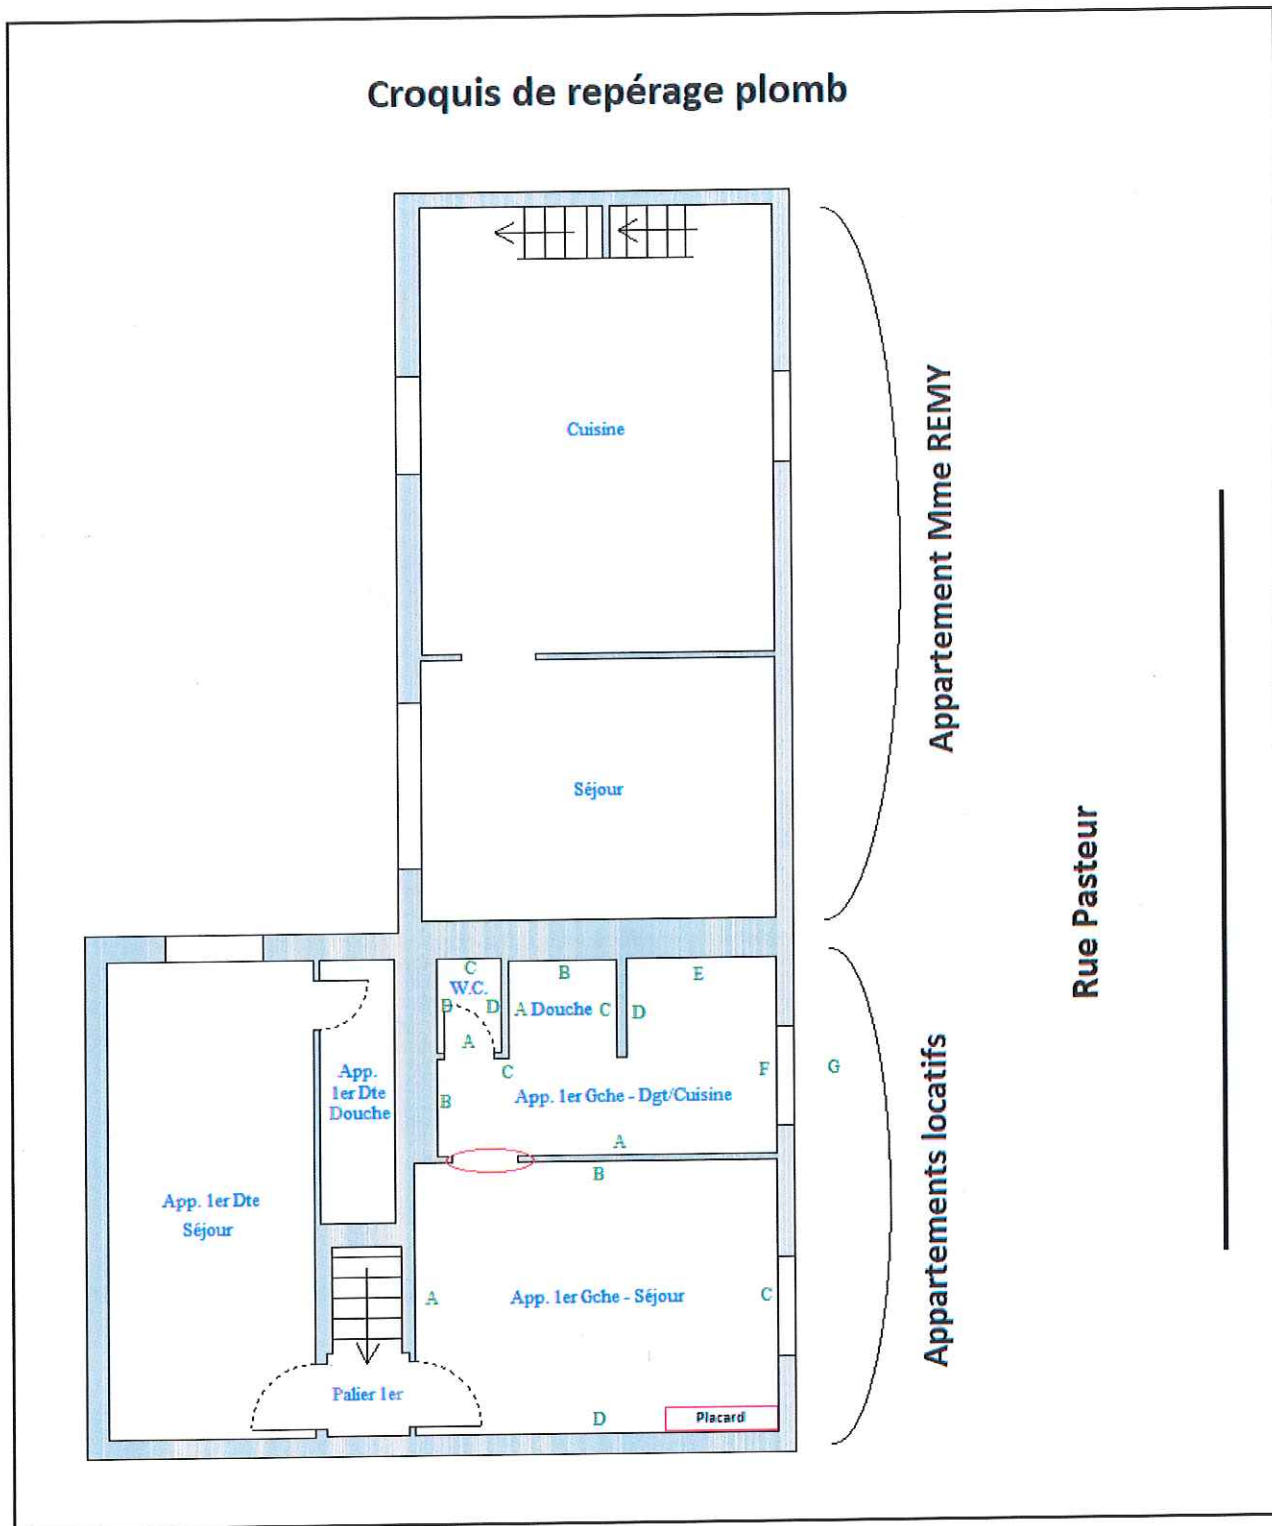 Croquis de repérage plomb
Cuisine
Appartement Mme REMY
Séjour
Rue Pasteur
C
W.C.
B
D
A
B
A
Douche
C
E
D
C
B
App. 1er Gche - Dgt/Cuisine
F
G
A
App.
1er Dte
Douche
App. 1er Dte
Séjour
B
A
App. 1er Gche - Séjour
C
Appartements locatifs
Palier 1er
D
Placard